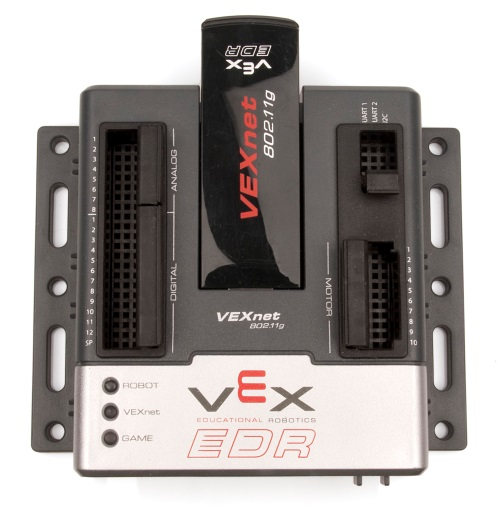 VEX
EDR
VEXnet
802.11g
UART 1
UART 2
I2C
1
2
3
4
5
6
7
8
ANALOG
1
2
3
4
5
6
7
8
9
10
11
12
SP
DIGITAL
MOTOR
1
2
3
4
5
6
7
8
9
10
VEXnet
802.11g
ROBOT
VEXnet
GAME
VEX
EDUCATIONAL ROBOTICS
EDR